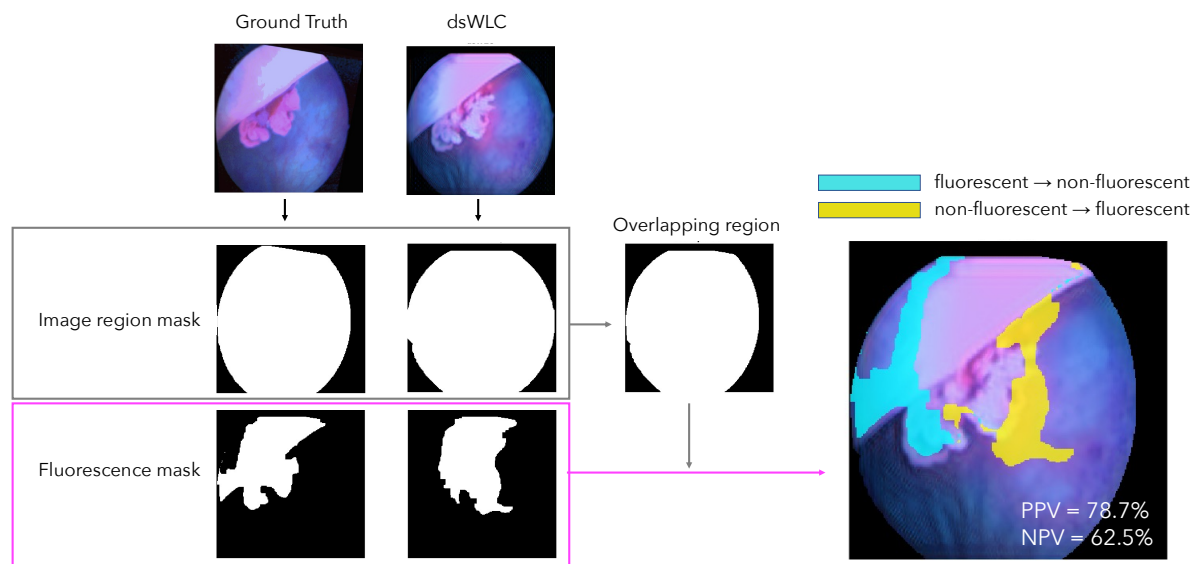 Ground Truth
dsWLC
fluorescent → non-fluorescent
non-fluorescent → fluorescent
Overlapping region
Image region mask
Fluorescence mask
PPV = 78.7%
NPV = 62.5%